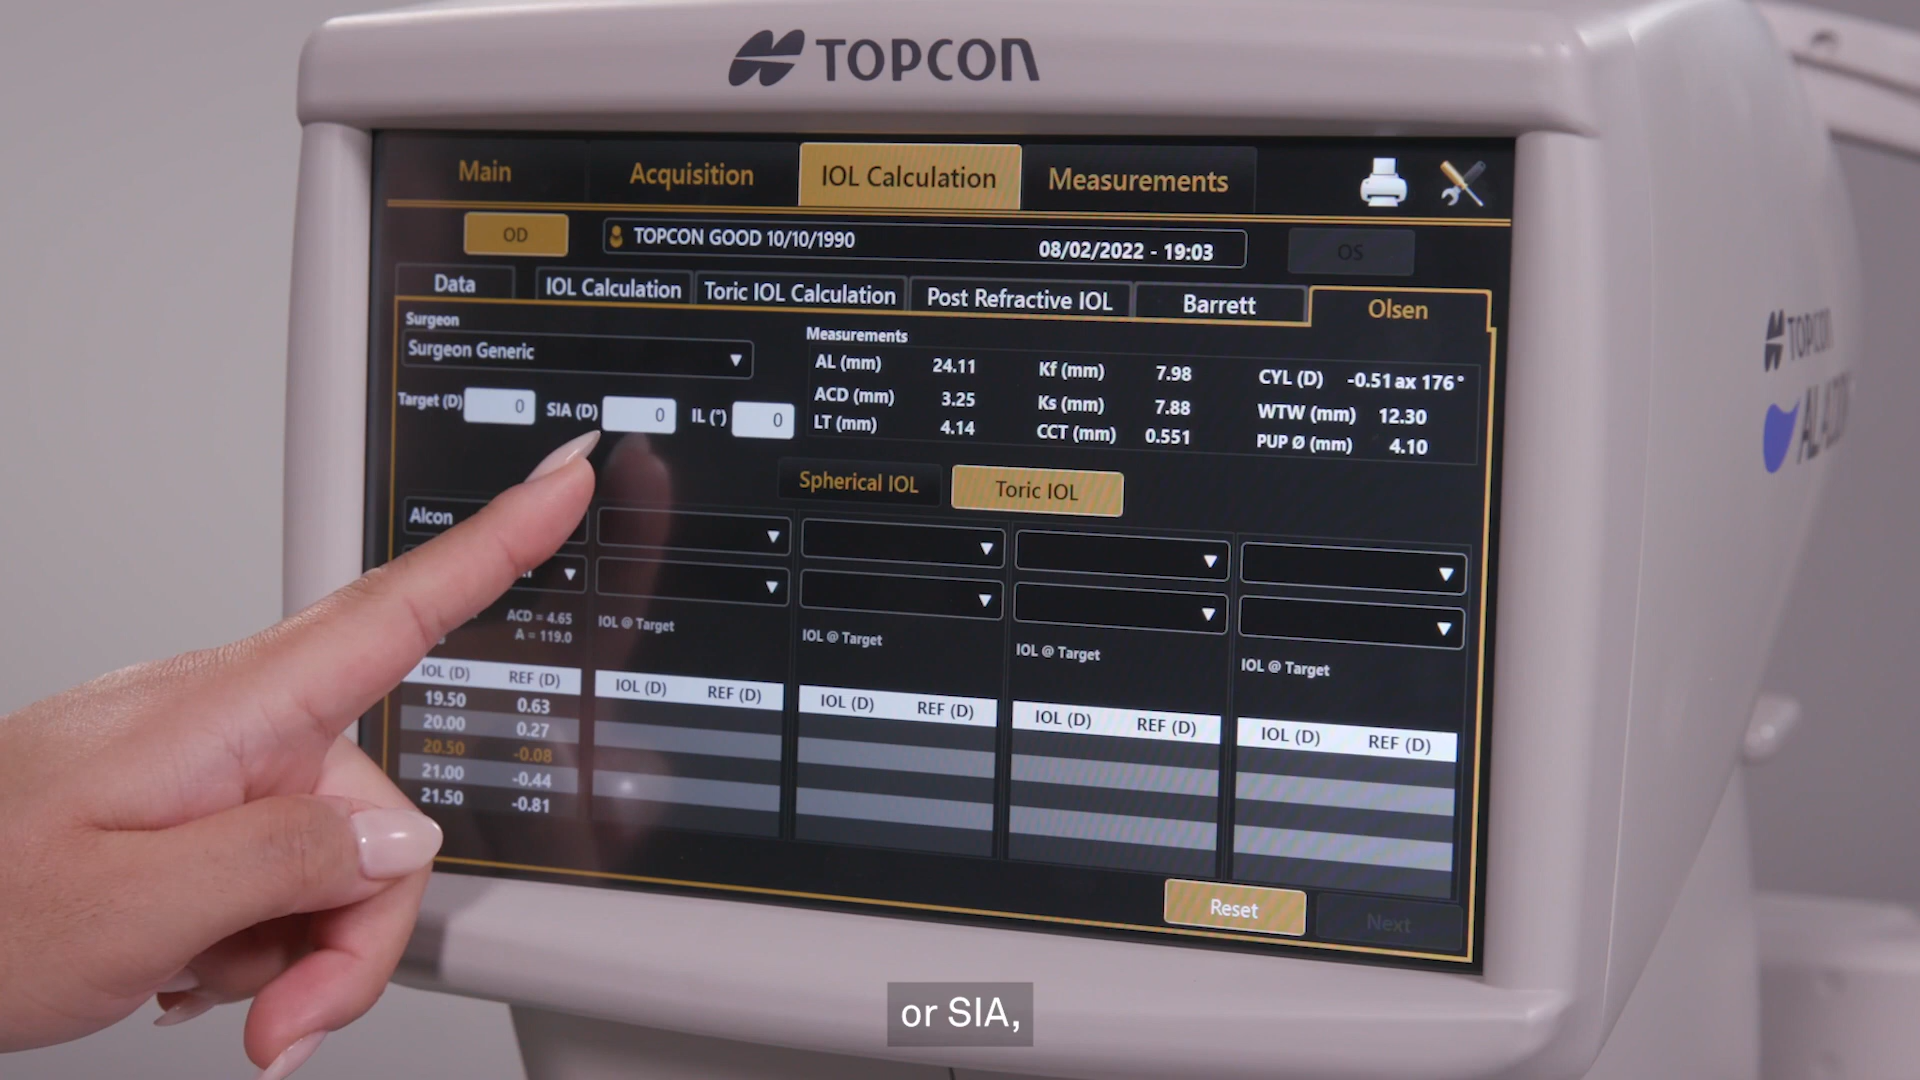 TOPCON
Main Acquisition IOL Calculation Measurements
OD TOPCON GOOD 10/10/1990 08/02/2022 - 19:03 OS
Data IOL Calculation Toric IOL Calculation Post Refractive IOL Barrett Olsen
Surgeon
Surgeon Generic
Target (D) 0 SIA (D) 0 IL (°) 0
Measurements
AL (mm) 24.11 Kf (mm) 7.98 CYL (D) -0.51 ax 176°
ACD (mm) 3.25 Ks (mm) 7.88 WTW (mm) 12.30
LT (mm) 4.14 CCT (mm) 0.551 PUP Ø (mm) 4.10
Spherical IOL Toric IOL
Alcon
ACD = 4.65
A = 119.0
IOL @ Target IOL @ Target IOL @ Target IOL @ Target
IOL (D) REF (D) IOL (D) REF (D) IOL (D) REF (D) IOL (D) REF (D) IOL (D) REF (D)
19.50 0.63
20.00 0.27
20.50 -0.08
21.00 -0.44
21.50 -0.81
Reset Next
TOPCON
or SIA,